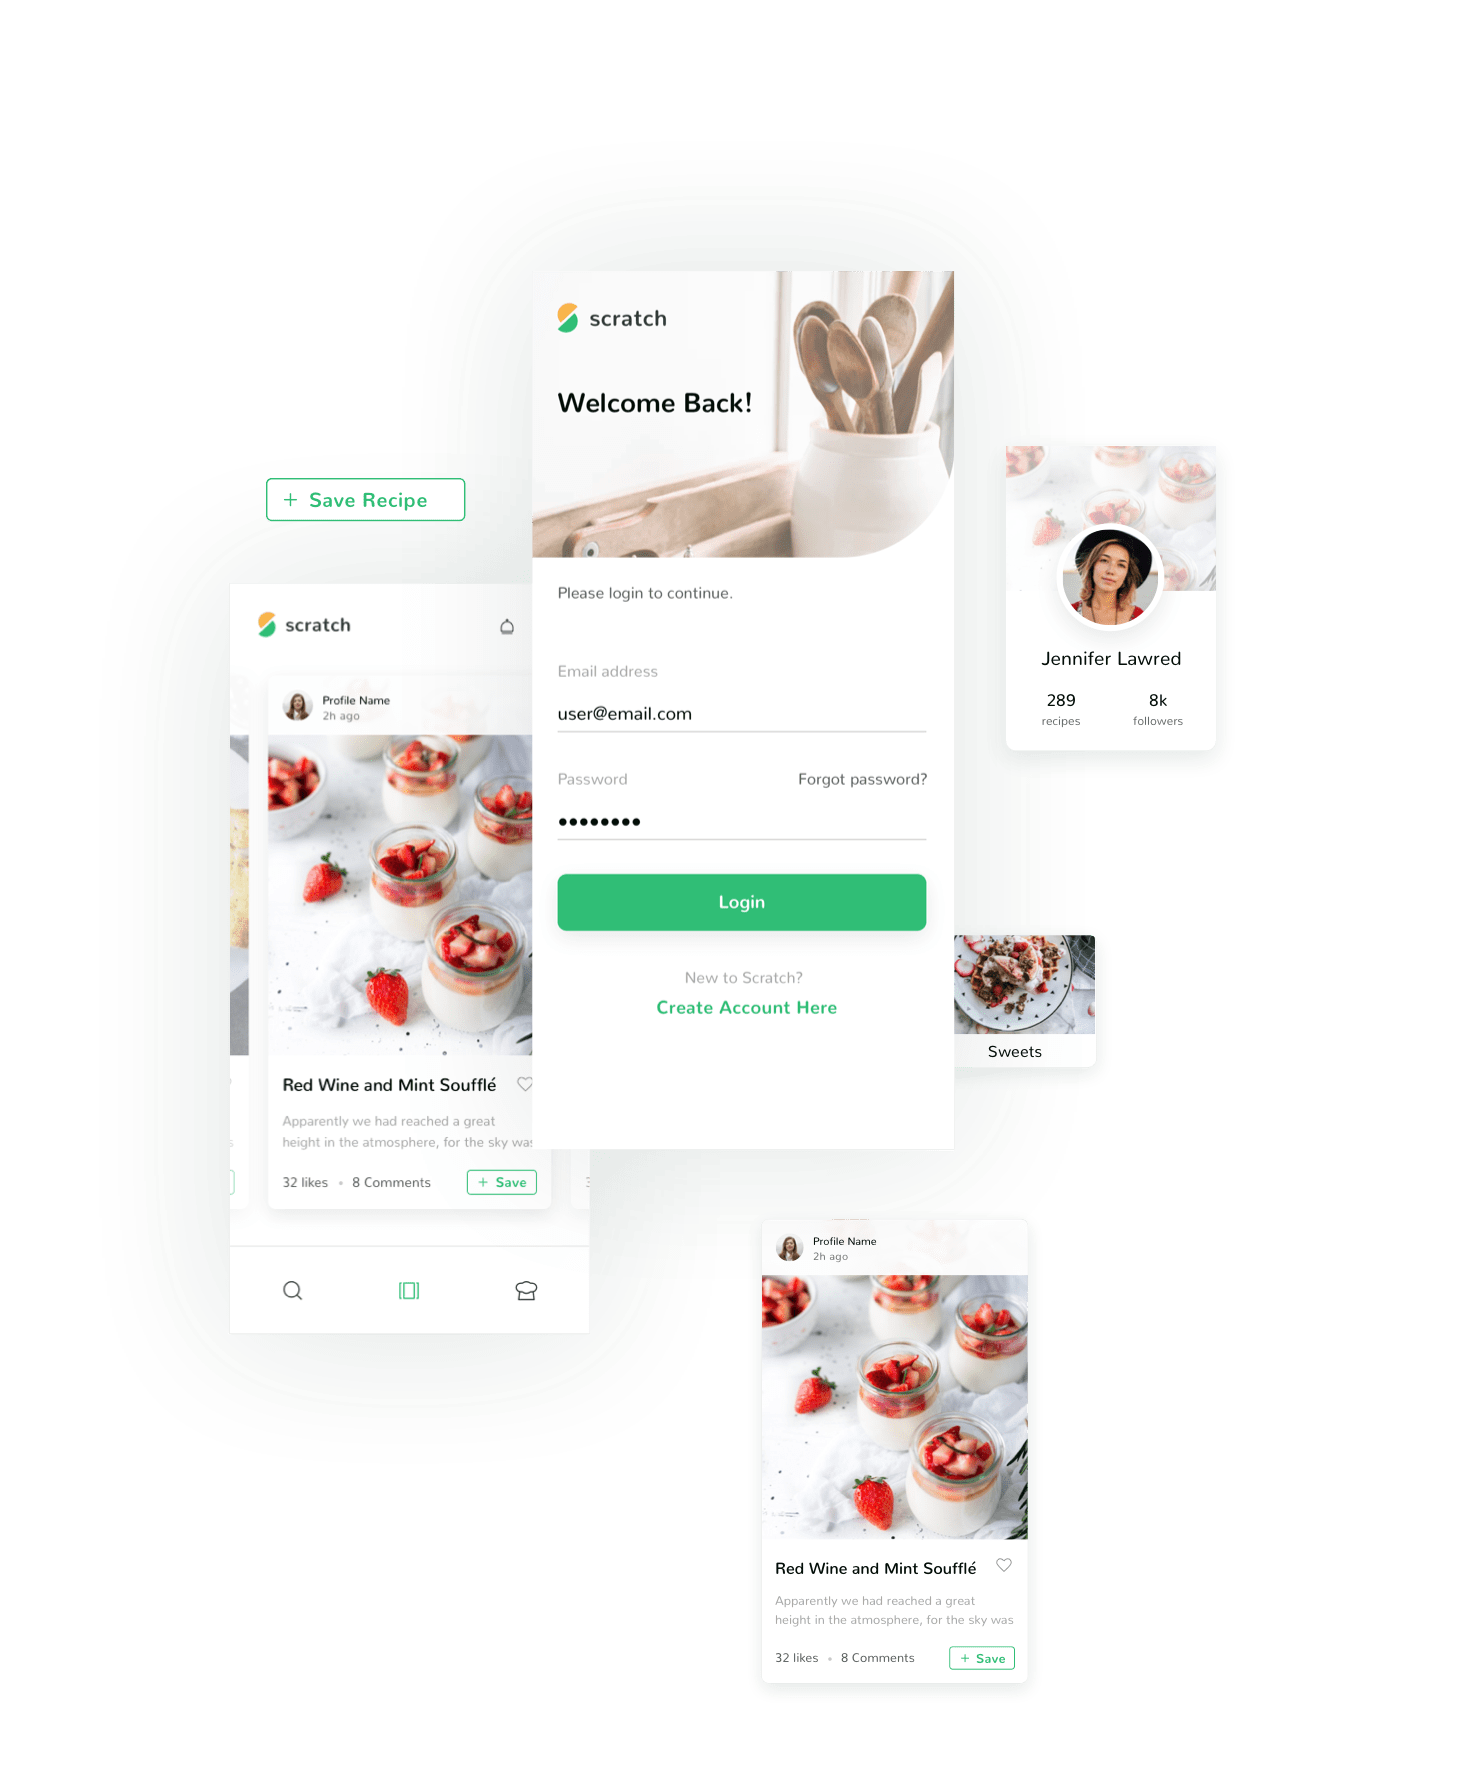 scratch
Welcome Back!
Please login to continue.
Email address
user@email.com
Password Forgot password?
Login
New to Scratch?
Create Account Here
+ Save Recipe
scratch
Profile Name
2h ago
Red Wine and Mint Soufflé
Apparently we had reached a great
height in the atmosphere, for the sky was
32 likes • 8 Comments + Save
Jennifer Lawred
289 8k
recipes followers
Sweets
Profile Name
2h ago
Red Wine and Mint Soufflé
Apparently we had reached a great
height in the atmosphere, for the sky was
32 likes • 8 Comments + Save